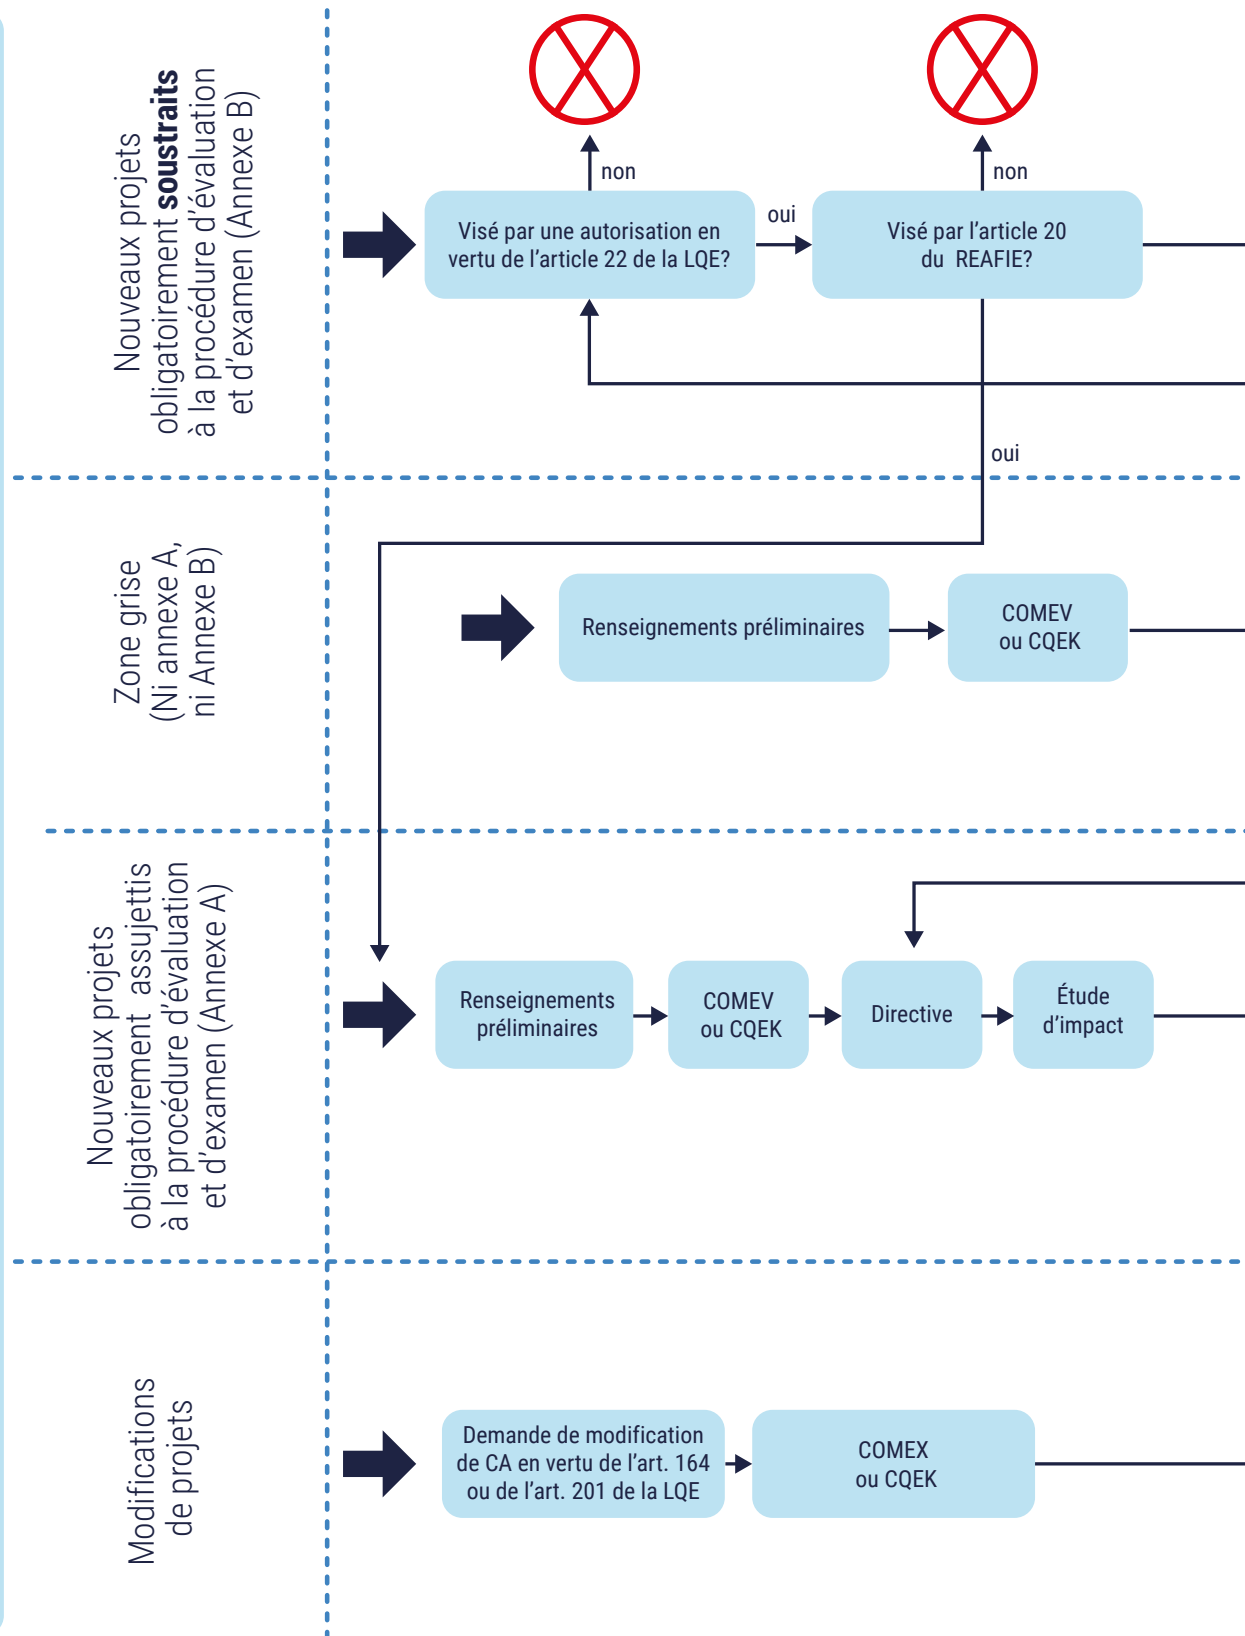 Nouveaux projets
obligatoirement soustraits
à la procédure d'évaluation
et d'examen (Annexe B)
non
non
Visé par une autorisation en
vertu de l'article 22 de la LQE?
oui
Visé par l'article 20
du REAFIE?
oui
Zone grise
(Ni annexe A,
ni Annexe B)
Renseignements préliminaires
COMEV
ou CQEK
Nouveaux projets
obligatoirement assujettis
à la procédure d'évaluation
et d'examen (Annexe A)
Renseignements
préliminaires
COMEV
ou CQEK
Directive
Étude
d'impact
Modifications
de projets
Demande de modification
de CA en vertu de l'art. 164
ou de l'art. 201 de la LQE
COMEX
ou CQEK